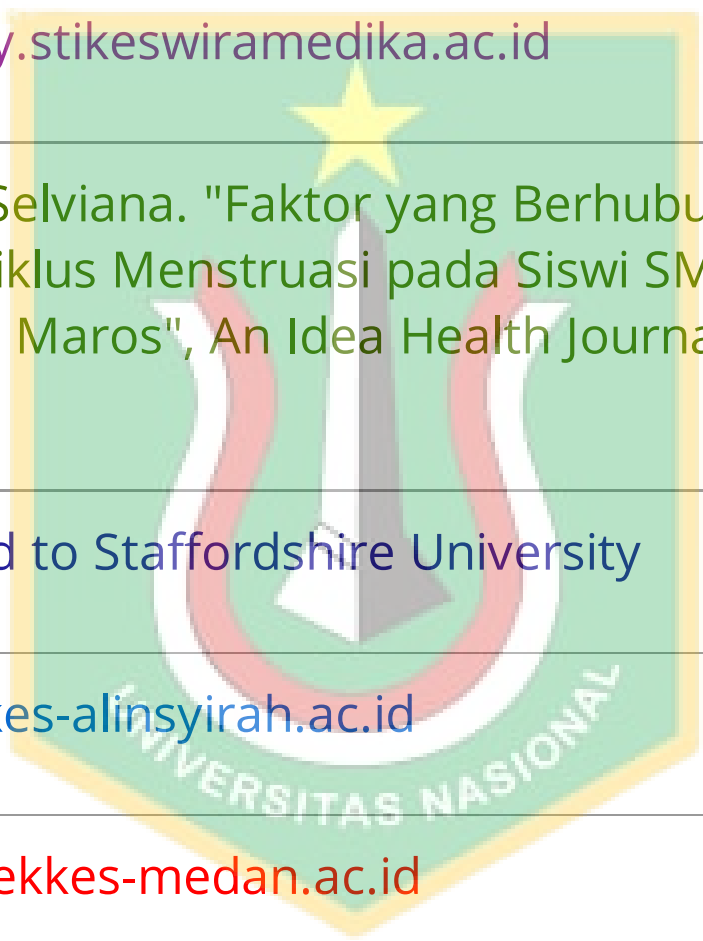 y.stikeswiramedika.ac.id
Selviana. "Faktor yang Berhubu
iklus Menstruasi pada Siswi SM
Maros", An Idea Health Journa
d to Staffordshire University
kes-alinsyirah.ac.id
UNIVERSITAS NASIONAL
ekkes-medan.ac.id